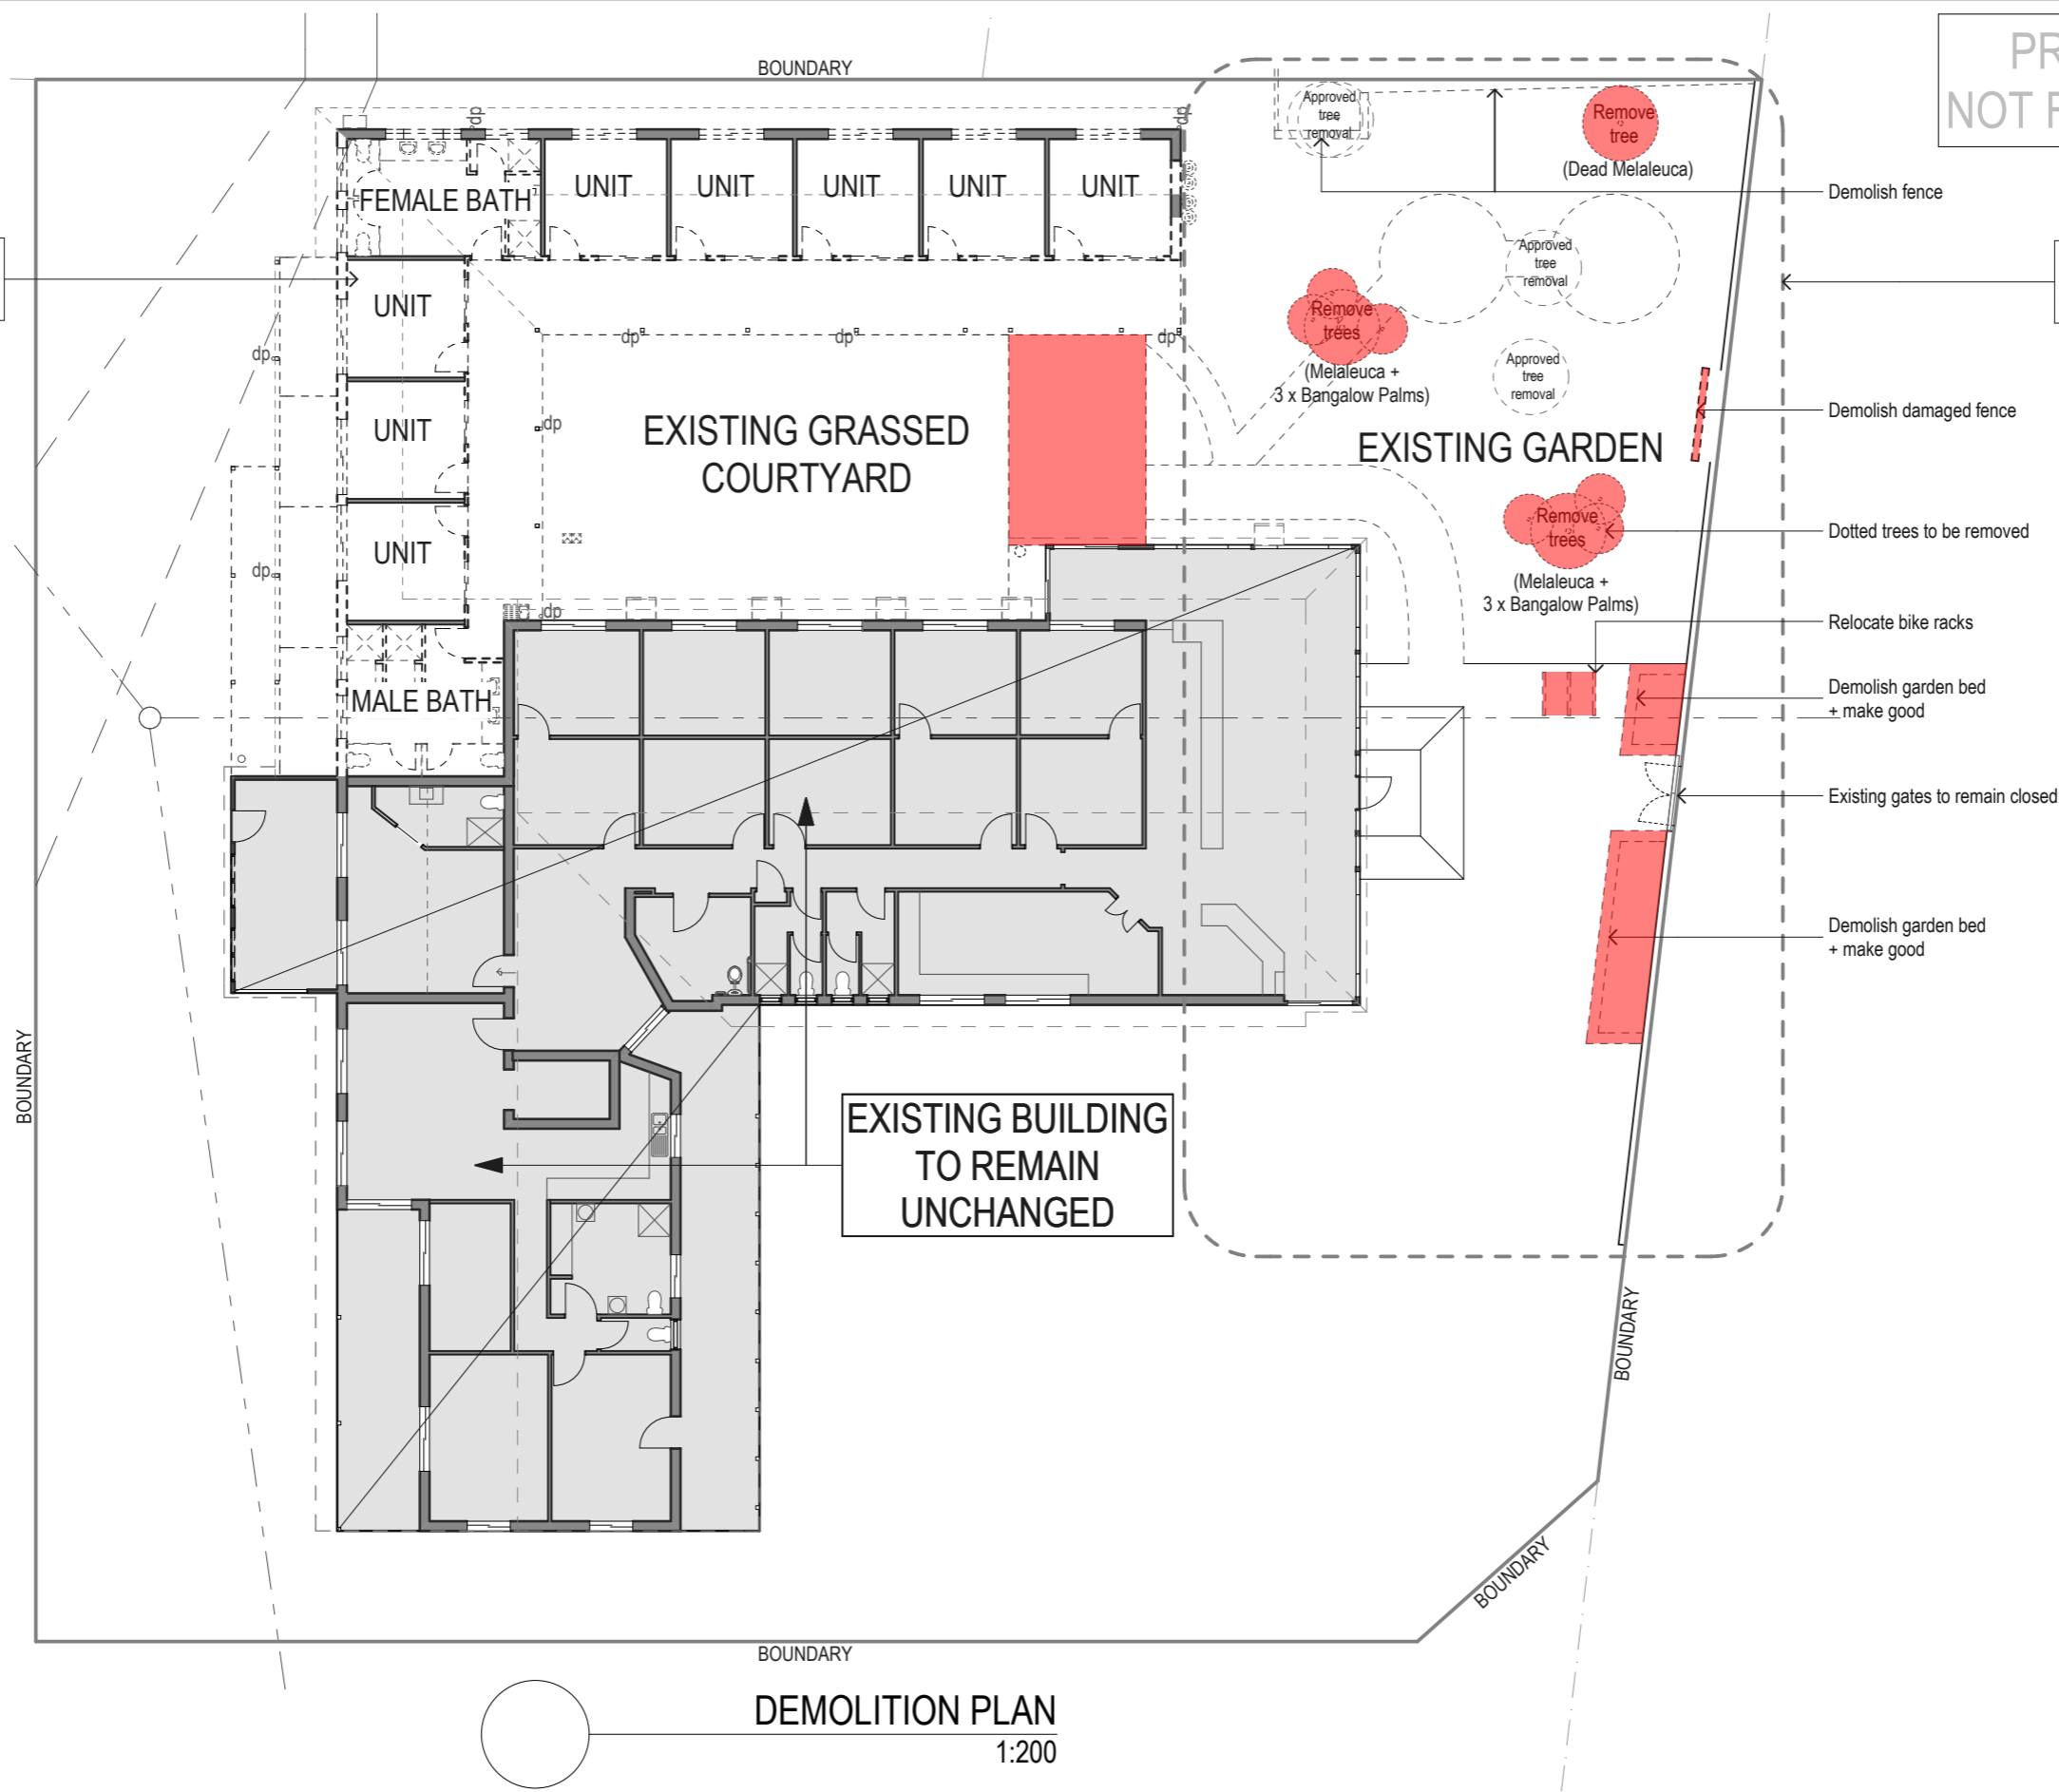 PR
NOT F
BOUNDARY
Approved
tree
removal
Remove
tree
(Dead Melaleuca)
Demolish fence
dp
dp
FEMALE BATH
UNIT
UNIT
UNIT
UNIT
UNIT
Approved
tree
removal
UNIT
Remove
trees
(Melaleuca +
3 x Bangalow Palms)
dp
dp
dp
dp
Approved
tree
removal
Demolish damaged fence
UNIT
dp
EXISTING GRASSED
COURTYARD
EXISTING GARDEN
Remove
trees
Dotted trees to be removed
(Melaleuca +
3 x Bangalow Palms)
UNIT
dp
dp
Relocate bike racks
MALE BATH
Demolish garden bed
+ make good
Existing gates to remain closed
Demolish garden bed
+ make good
BOUNDARY
EXISTING BUILDING
TO REMAIN
UNCHANGED
BOUNDARY
BOUNDARY
BOUNDARY
DEMOLITION PLAN
1:200